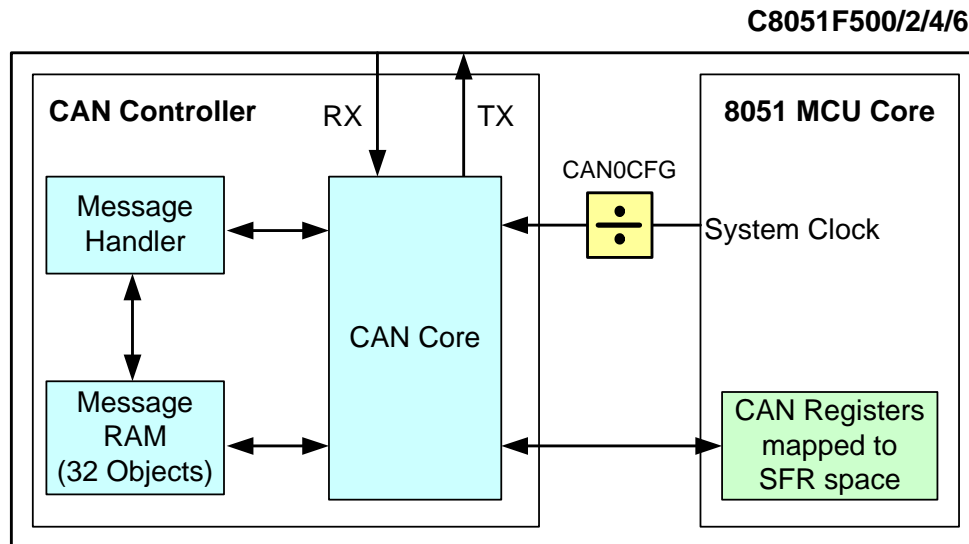 C8051F500/2/4/6
CAN Controller
RX
TX
8051 MCU Core
CAN0CFG
Message
Handler
System Clock
CAN Core
Message
RAM
(32 Objects)
CAN Registers
mapped to
SFR space